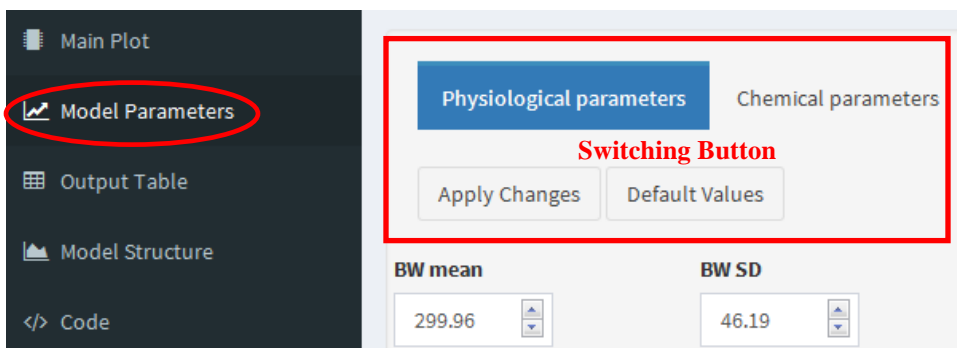 Main Plot
Model Parameters
Output Table
Model Structure
</> Code
Physiological parameters Chemical parameters
Switching Button
Apply Changes Default Values
BW mean BW SD
299.96 46.19